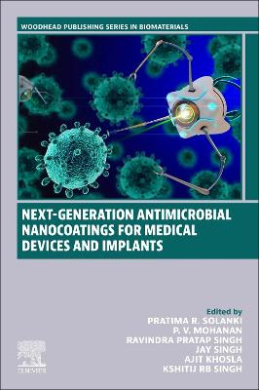 WOODHEAD PUBLISHING SERIES IN BIOMATERIALS
NEXT-GENERATION ANTIMICROBIAL
NANOCOATINGS FOR MEDICAL
DEVICES AND IMPLANTS
Edited by
PRATIMA R. SOLANKI
P. V. MOHANAN
RAVINDRA PRATAP SINGH
JAY SINGH
AJIT KHOSLA
KSHITIJ RB SINGH
ELSEVIER